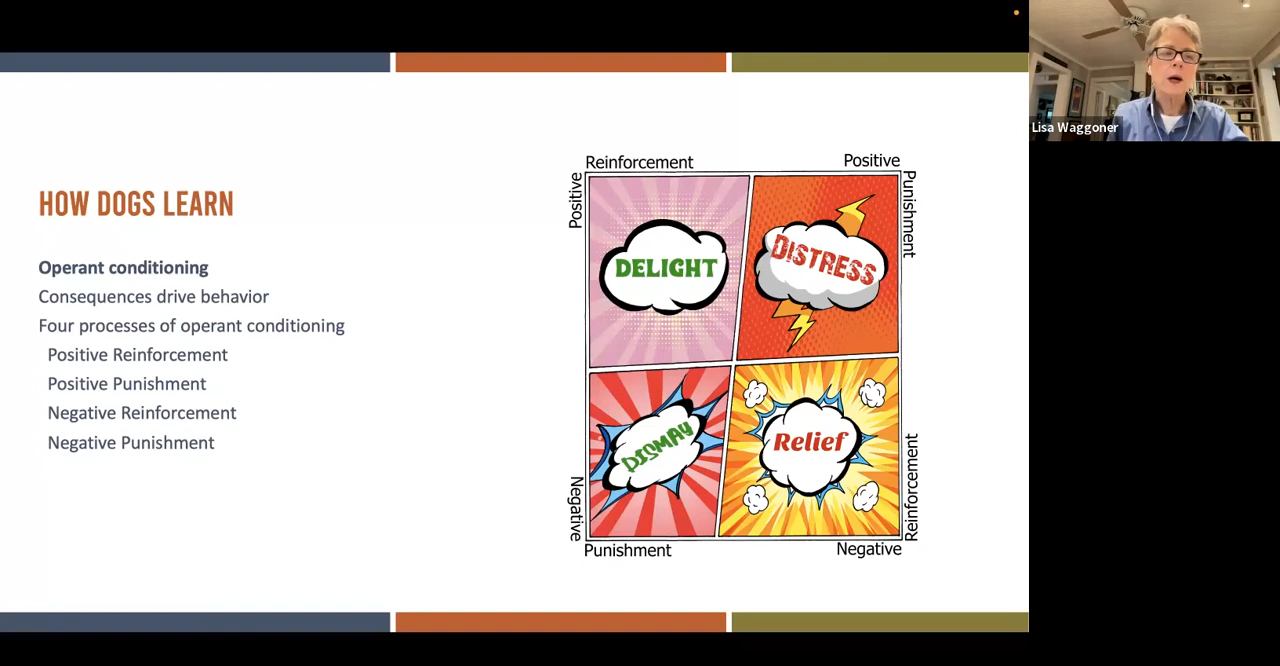 HOW DOGS LEARN
Operant conditioning
Consequences drive behavior
Four processes of operant conditioning
Positive Reinforcement
Positive Punishment
Negative Reinforcement
Negative Punishment
Reinforcement
Positive
Positive
Punishment
DELIGHT
DISTRESS
DISMAY
Relief
Negative
Reinforcement
Punishment
Negative
Lisa Waggoner